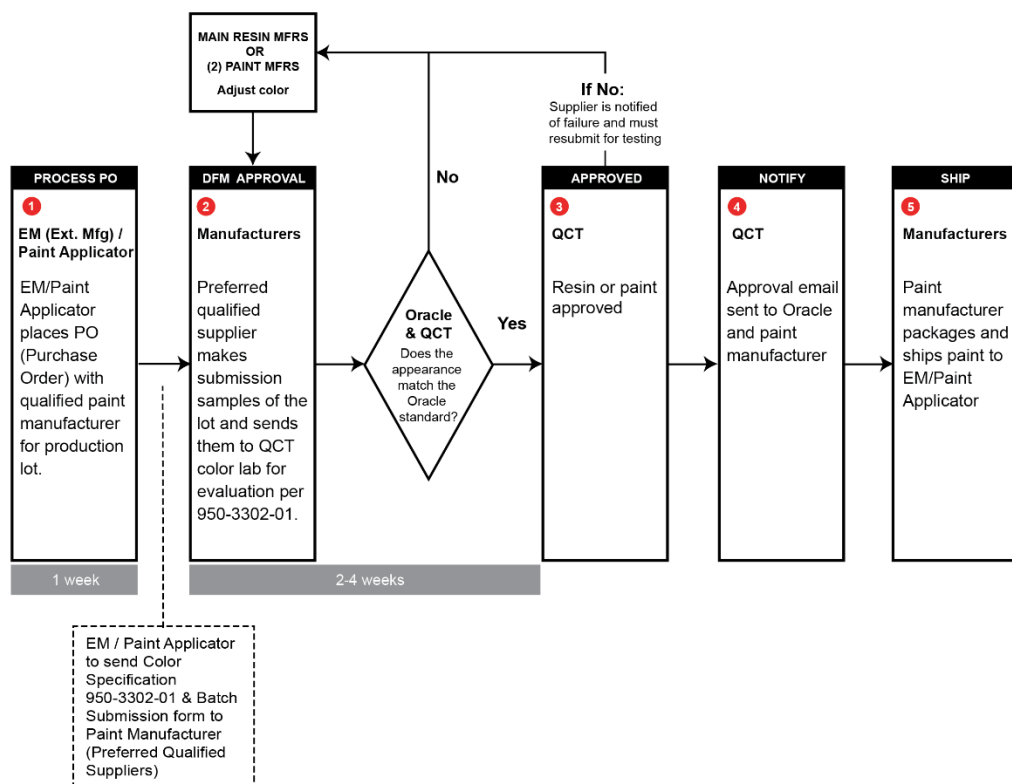 MAIN RESIN MFRS
OR
(2) PAINT MFRS
Adjust color
If No:
Supplier is notified
of failure and must
resubmit for testing
PROCESS PO
1
EM (Ext. Mfg) /
Paint Applicator
EM/Paint
Applicator
places PO
(Purchase
Order) with
qualified paint
manufacturer
for production
lot.
1 week
EM / Paint Applicator
to send Color
Specification
950-3302-01 & Batch
Submission form to
Paint Manufacturer
(Preferred Qualified
Suppliers)
DFM APPROVAL
2
Manufacturers
Preferred
qualified
supplier
makes
submission
samples of the
lot and sends
them to QCT
color lab for
evaluation per
950-3302-01.
2-4 weeks
No
Oracle
& QCT
Does the
appearance
match the
Oracle
standard?
Yes
APPROVED
3
QCT
Resin or paint
approved
NOTIFY
4
QCT
Approval email
sent to Oracle
and paint
manufacturer
SHIP
5
Manufacturers
Paint
manufacturer
packages and
ships paint to
EM/Paint
Applicator